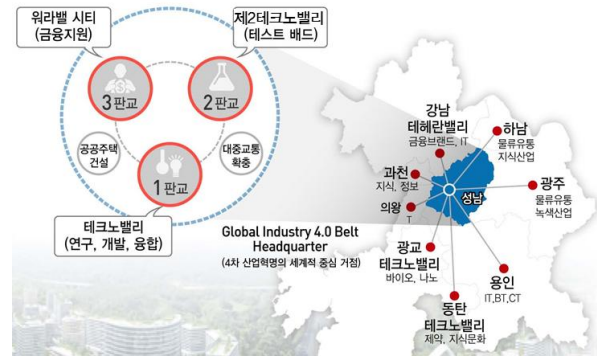 워라밸 시티
(금융지원)
제2테크노밸리
(테스트 배드)
3 판교
2 판교
공공주택
건설
대중교통
확충
1 판교
테크노밸리
(연구, 개발, 융합)
Global Industry 4.0 Belt
Headquarter
(4차 산업혁명의 세계적 중심 거점)
강남
테헤란밸리
금융브랜드, IT
하남
물류유통
지식산업
과천
지식, 정보
성남
광주
물류유통
녹색산업
의왕
IT
광교
테크노밸리
바이오, 나노
용인
IT,BT,CT
동탄
테크노밸리
제약, 지식문화